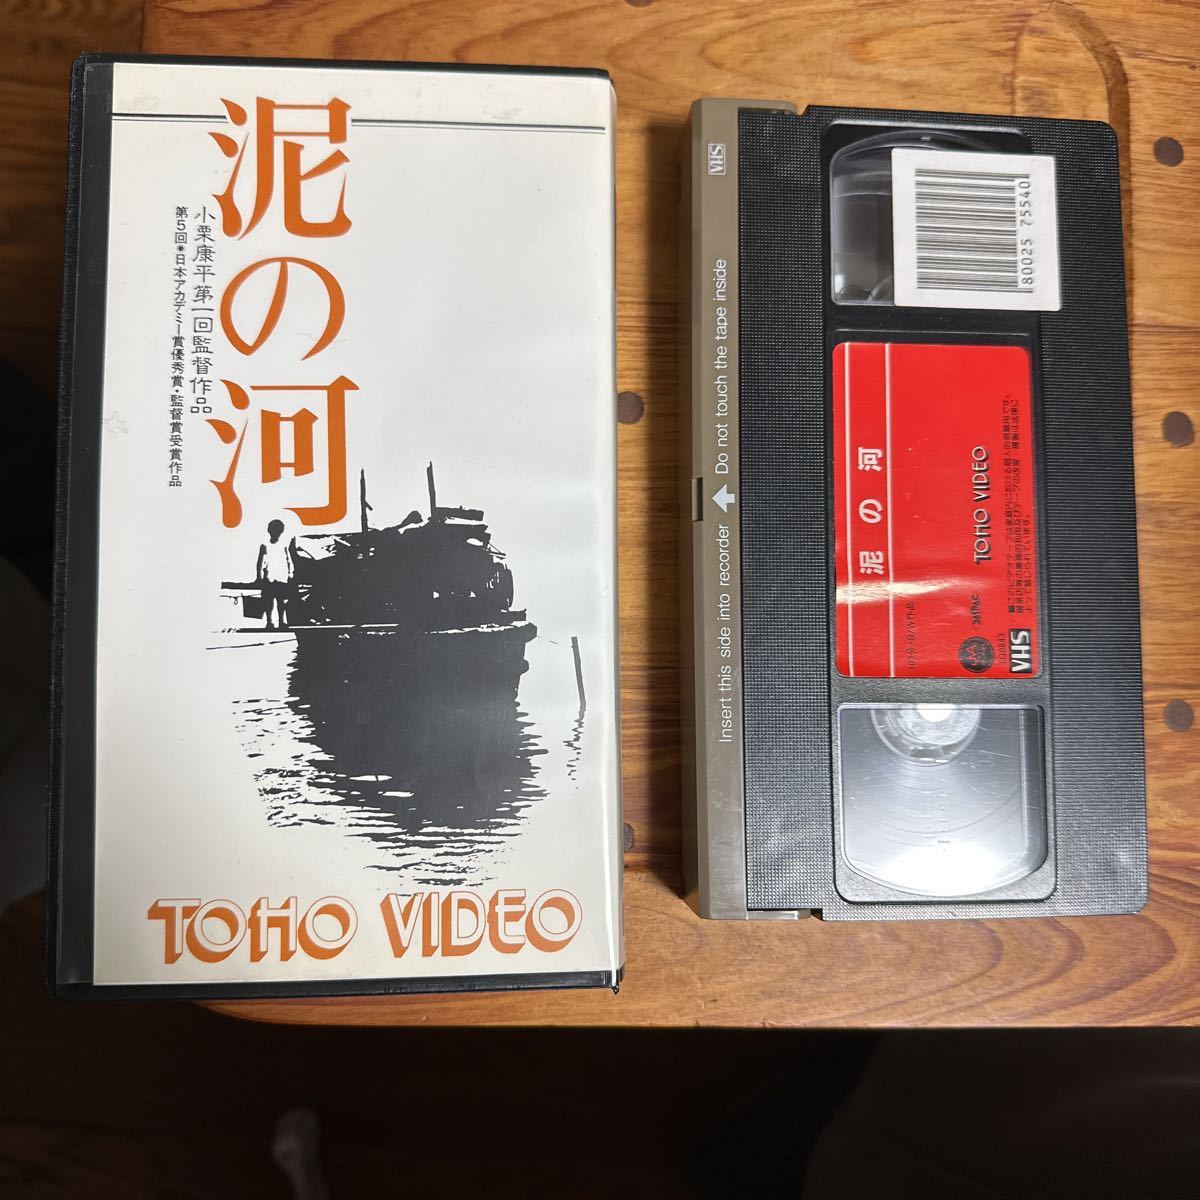 泥の河
小栗康平第一回監督作品
第5回●日本アカデミー賞優秀賞・監督賞受賞作品
TOHO VIDEO
VHS
Insert this side into recorder ⬆ Do not touch the tape inside
80025 75540
泥の河
TOHO VIDEO
VHS